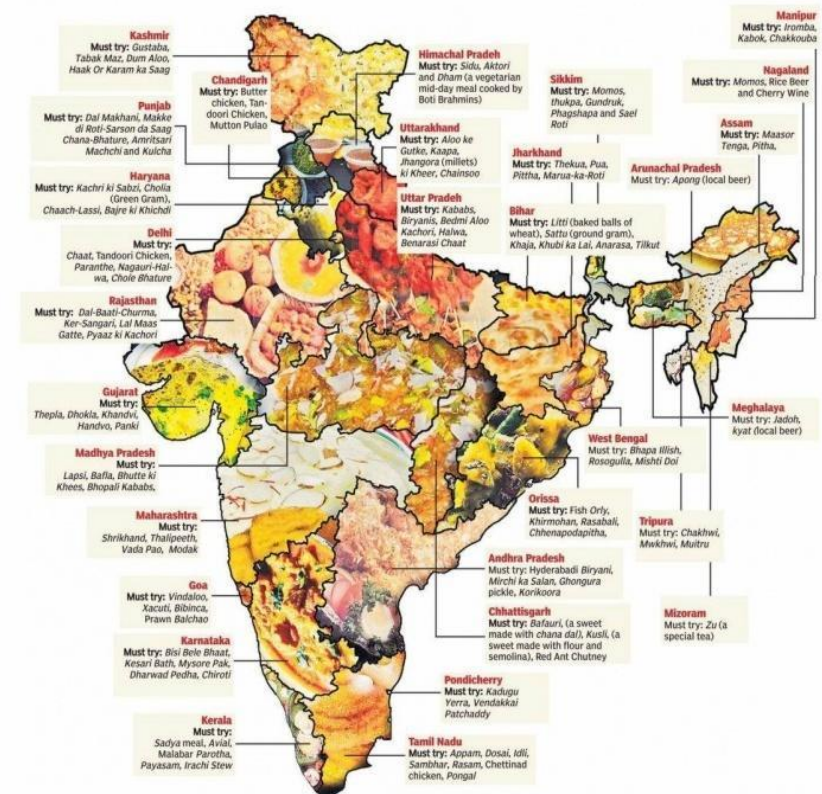 Kashmir
Must try: Gustaba,
Tabak Maz, Dum Aloo,
Haak Or Karam ka Saag
Chandigarh
Must try: Butter
chicken, Tan-
doori Chicken,
Mutton Pulao
Punjab
Must try: Dal Makhani, Makke
di Roti-Sarson da Saag
Chana-Bhature, Amritsari
Machchi and Kulcha
Haryana
Must try: Kachri ki Sabzi, Cholia
(Green Gram),
Chaach-Lassi, Bajre ki Khichdi
Delhi
Must try:
Chaat, Tandoori Chicken,
Paranthe, Nagauri-Hal-
wa, Chole Bhature
Rajasthan
Must try: Dal-Baati-Churma,
Ker-Sangari, Lal Maas
Gatte, Pyaaz ki Kachori
Gujarat
Must try:
Thepla, Dhokla, Khandvi,
Handvo, Panki
Madhya Pradesh
Must try:
Lapsi, Bafla, Bhutte ki
Khees, Bhopali Kababs,
Maharashtra
Must try:
Shrikhand, Thalipeeth,
Vada Pao, Modak
Goa
Must try: Vindaloo,
Xacuti, Bibinca,
Prawn Balchao
Karnataka
Must try: Bisi Bele Bhaat,
Kesari Bath, Mysore Pak,
Dharwad Pedha, Chiroti
Kerala
Must try:
Sadya meal, Avial,
Malabar Parotha,
Payasam, Irachi Stew
Himachal Pradeh
Must try: Sidu, Aktori
and Dham (a vegetarian
mid-day meal cooked by
Boti Brahmins)
Uttarakhand
Must try: Aloo ke
Gutke, Kaapa,
Jhangora (millets)
ki Kheer, Chainsoo
Uttar Pradeh
Must try: Kababs,
Biryanis, Bedmi Aloo
Kachori, Halwa,
Benarasi Chaat
Sikkim
Must try: Momos,
thukpa, Gundruk,
Phagshapa and Sael
Roti
Jharkhand
Must try: Thekua, Pua,
Pittha, Marua-ka-Roti
Bihar
Must try: Litti (baked balls of
wheat), Sattu (ground gram),
Khaja, Khubi ka Lai, Anarasa, Tilkut
Manipur
Must try: Iromba,
Kabok, Chakkouba
Nagaland
Must try: Momos, Rice Beer
and Cherry Wine
Assam
Must try: Maasor
Tenga, Pitha,
Arunachal Pradesh
Must try: Apong (local beer)
Meghalaya
Must try: Jadoh,
kyat (local beer)
West Bengal
Must try: Bhapa Illish,
Rosogulla, Mishti Doi
Orissa
Must try: Fish Orly,
Khirmohan, Rasabali,
Chhenapodapitha,
Tripura
Must try: Chakhwi,
Mwkhwi, Muitru
Andhra Pradesh
Must try: Hyderabadi Biryani,
Mirchi ka Salan, Ghongura
pickle, Korikoora
Chhattisgarh
Must try: Bafauri, (a sweet
made with chana dal), Kusli, (a
sweet made with flour and
semolina), Red Ant Chutney
Mizoram
Must try: Zu (a
special tea)
Pondicherry
Must try: Kadugu
Yerra, Vendakkai
Patchaddy
Tamil Nadu
Must try: Appam, Dosai, Idli,
Sambhar, Rasam, Chettinad
chicken, Pongal